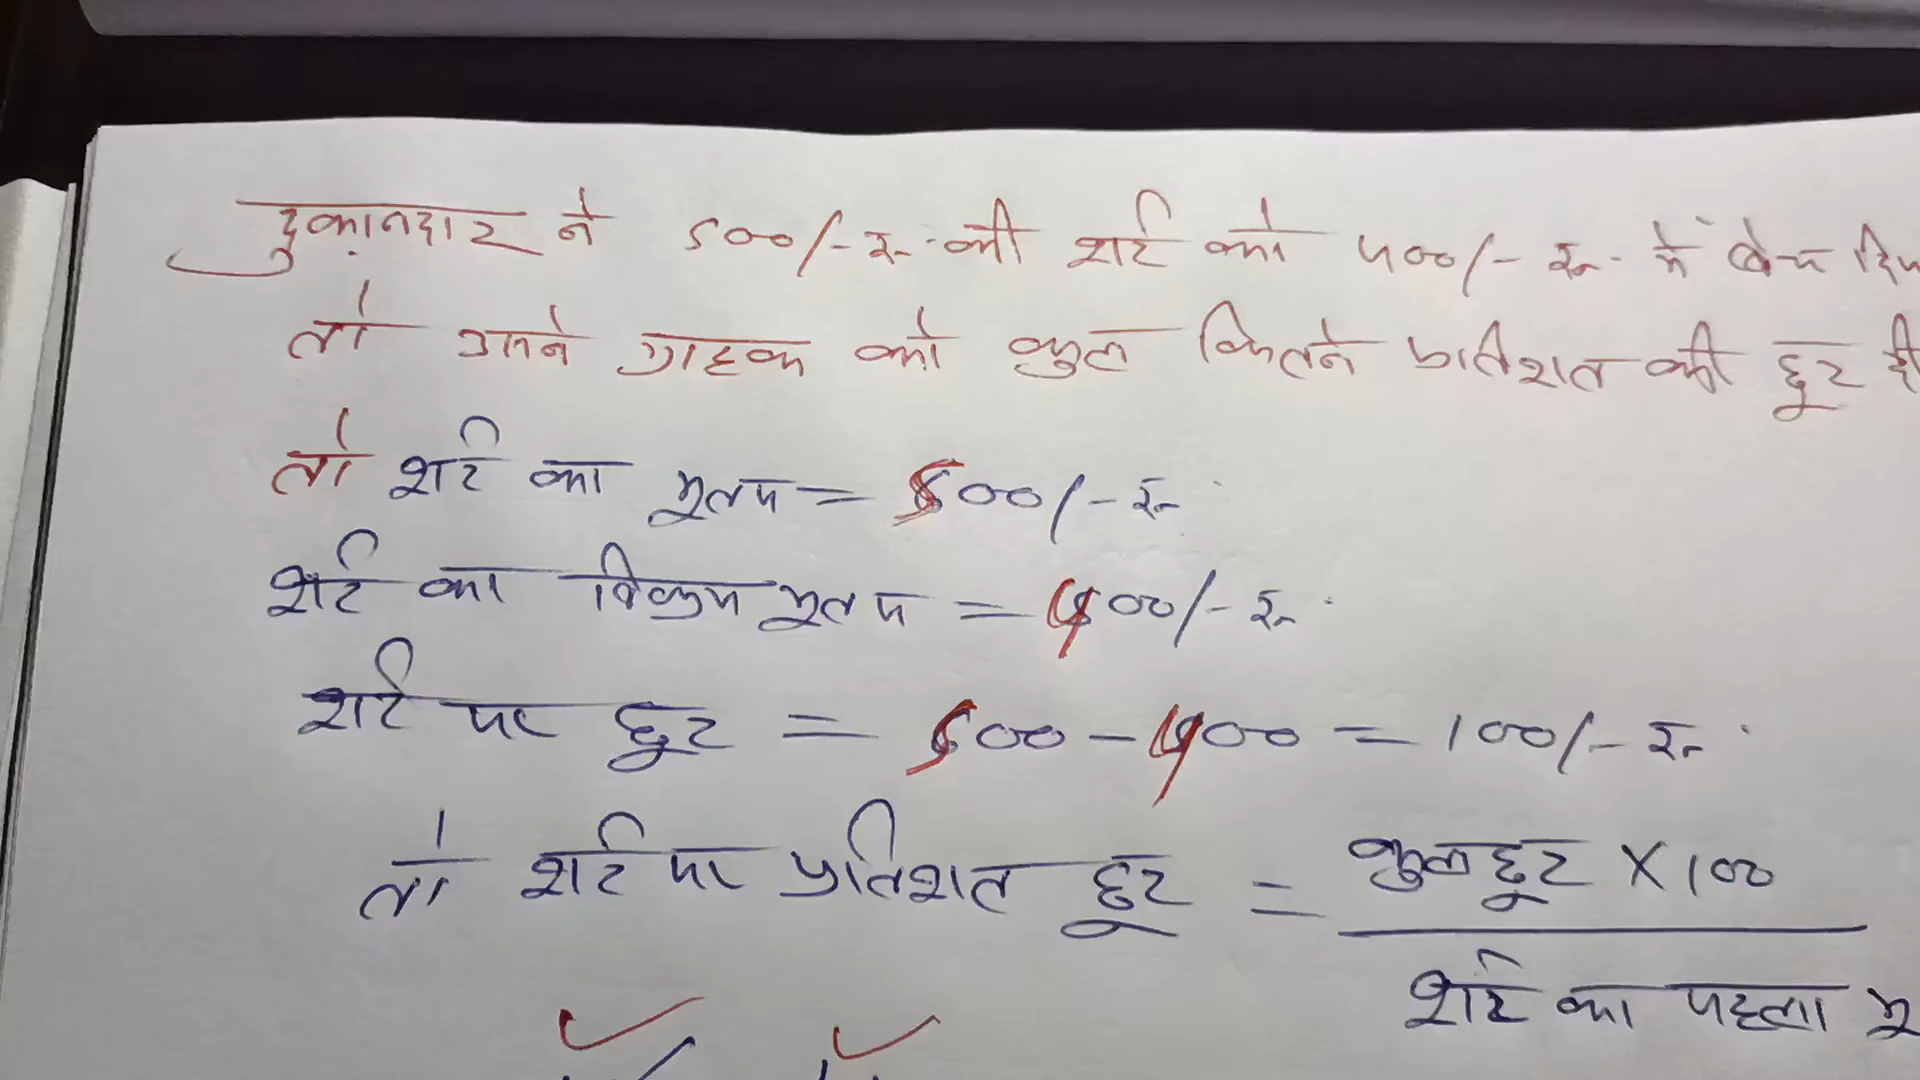 दुकानदार ने 500/- रु. की शर्ट को 400/- रु. में बेच
तो उसने ग्राहक को कुल कितने प्रतिशत की छूट दी
तो शर्ट का मूल्य = 500/- रु.
शर्ट का विक्रय मूल्य = 400/- रु.
शर्ट पर छूट = 500 - 400 = 100/- रु.
तो शर्ट पर प्रतिशत छूट = कुल छूट X 100
शर्ट का पहला